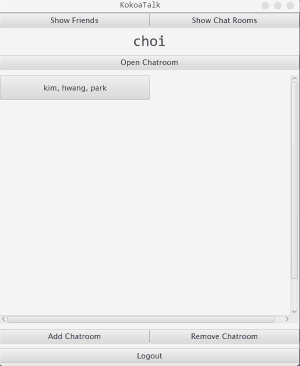 KokoaTalk
Show Friends Show Chat Rooms
choi
Open Chatroom
kim, hwang, park
Add Chatroom Remove Chatroom
Logout